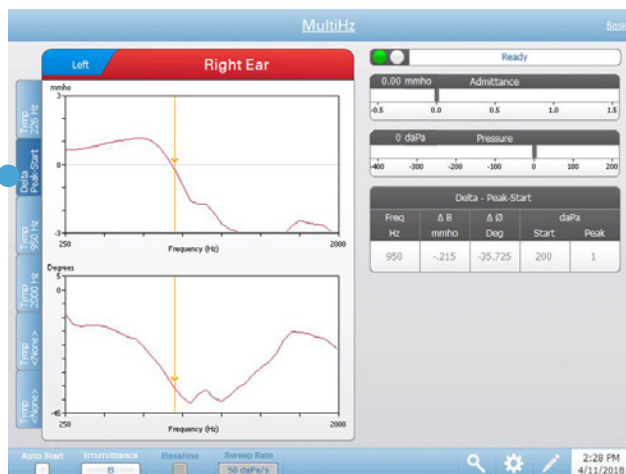 MultiHz
Basic
Left
Right Ear
Ready
mmho
3
0
-3
250
Frequency (Hz)
2000
Degrees
5
0
-45
250
Frequency (Hz)
2000
Tymp
226 Hz
Delta
Peak-Start
Tymp
950 Hz
Tymp
2000 Hz
Tymp
<None>
Tymp
<None>
0.00 mmho Admittance
-0.5 0.0 0.5 1.0 1.5
0 daPa Pressure
-400 -300 -200 -100 0 100 200
Delta - Peak-Start
Freq Δ B Δ Ø daPa
Hz mmho Deg Start Peak
950 -.215 -35.725 200 1
Auto Start Immittance Baseline Sweep Rate
B 50 daPa/s
2:28 PM
4/11/2018